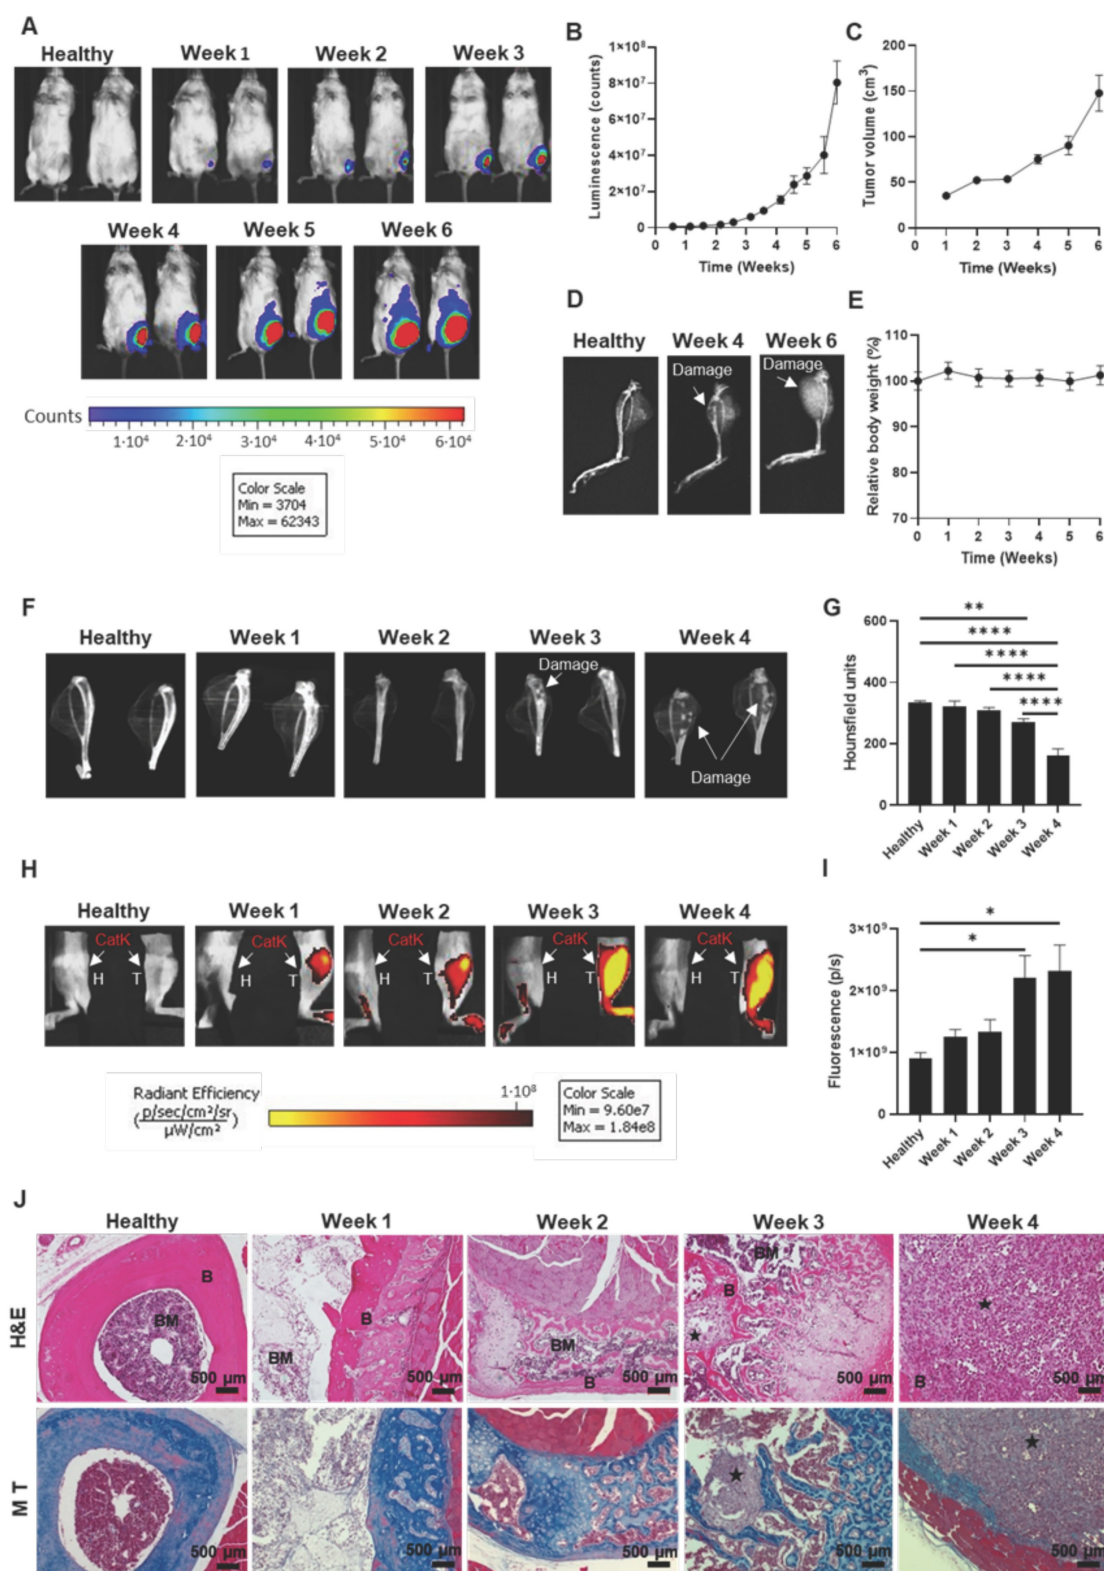 A
Healthy Week 1 Week 2 Week 3
Week 4 Week 5 Week 6
Counts
1·10⁴ 2·10⁴ 3·10⁴ 4·10⁴ 5·10⁴ 6·10⁴
Color Scale
Min = 3704
Max = 62343
B
Luminescence (counts)
1×10⁸
8×10⁷
6×10⁷
4×10⁷
2×10⁷
0
0 1 2 3 4 5 6
Time (Weeks)
C
Tumor volume (cm³)
200
150
100
50
0
0 1 2 3 4 5 6
Time (Weeks)
D
Healthy Week 4 Week 6
Damage
Damage
E
Relative body weight (%)
110
100
90
80
70
0 1 2 3 4 5 6
Time (Weeks)
F
Healthy Week 1 Week 2 Week 3 Week 4
Damage
Damage
G
Hounsfield units
600
400
200
0
**
****
****
****
****
Healthy Week 1 Week 2 Week 3 Week 4
H
Healthy Week 1 Week 2 Week 3 Week 4
CatK CatK CatK CatK CatK
H T H T H T H T H T
Radiant Efficiency
(p/sec/cm²/sr
µW/cm²)
1·10⁸
Color Scale
Min = 9.60e7
Max = 1.84e8
I
Fluorescence (p/s)
3×10⁹
2×10⁹
1×10⁹
0
*
*
Healthy Week 1 Week 2 Week 3 Week 4
J
Healthy Week 1 Week 2 Week 3 Week 4
H&E
B BM 500 µm
B BM 500 µm
BM B 500 µm
BM B 500 µm
B 500 µm
M T
500 µm 500 µm 500 µm 500 µm 500 µm